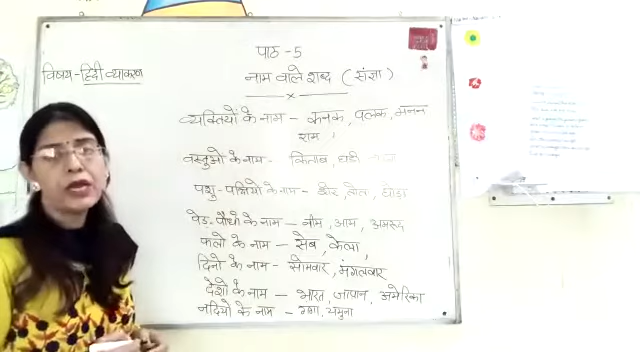 पाठ -5
विषय-हिंदी व्याकरण
नाम वाले शब्द (संज्ञा)
व्यक्तियों के नाम - कनक, पलक, मनन
राम,
वस्तुओं के नाम - किताब, घडी
पशु-पक्षियों के नाम - शेर, तोता, घोडा
पेड़-पौधों के नाम - नीम, आम, अमरूद
फलों के नाम - सेब, केला,
दिनों के नाम - सोमवार, मंगलवार
देशों के नाम - भारत, जापान, अमेरिका
नदियों के नाम - गंगा, यमुना